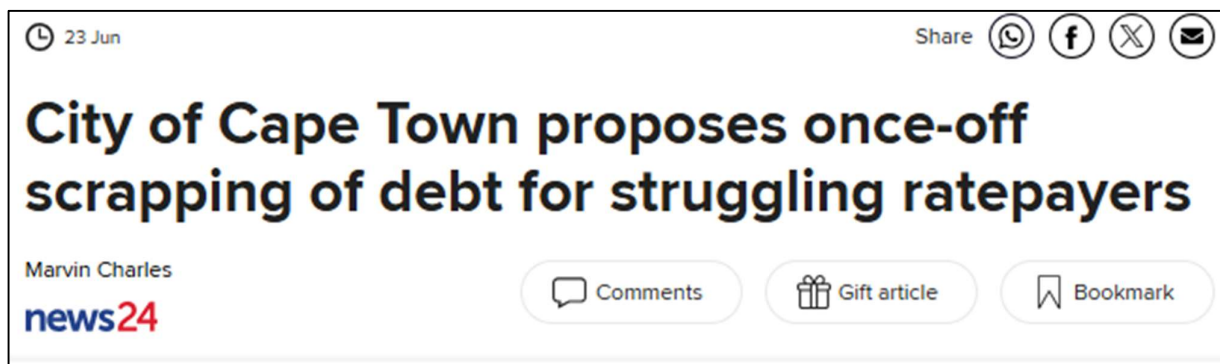 23 Jun
Share
City of Cape Town proposes once-off
scrapping of debt for struggling ratepayers
Marvin Charles
Comments
Gift article
Bookmark
news24